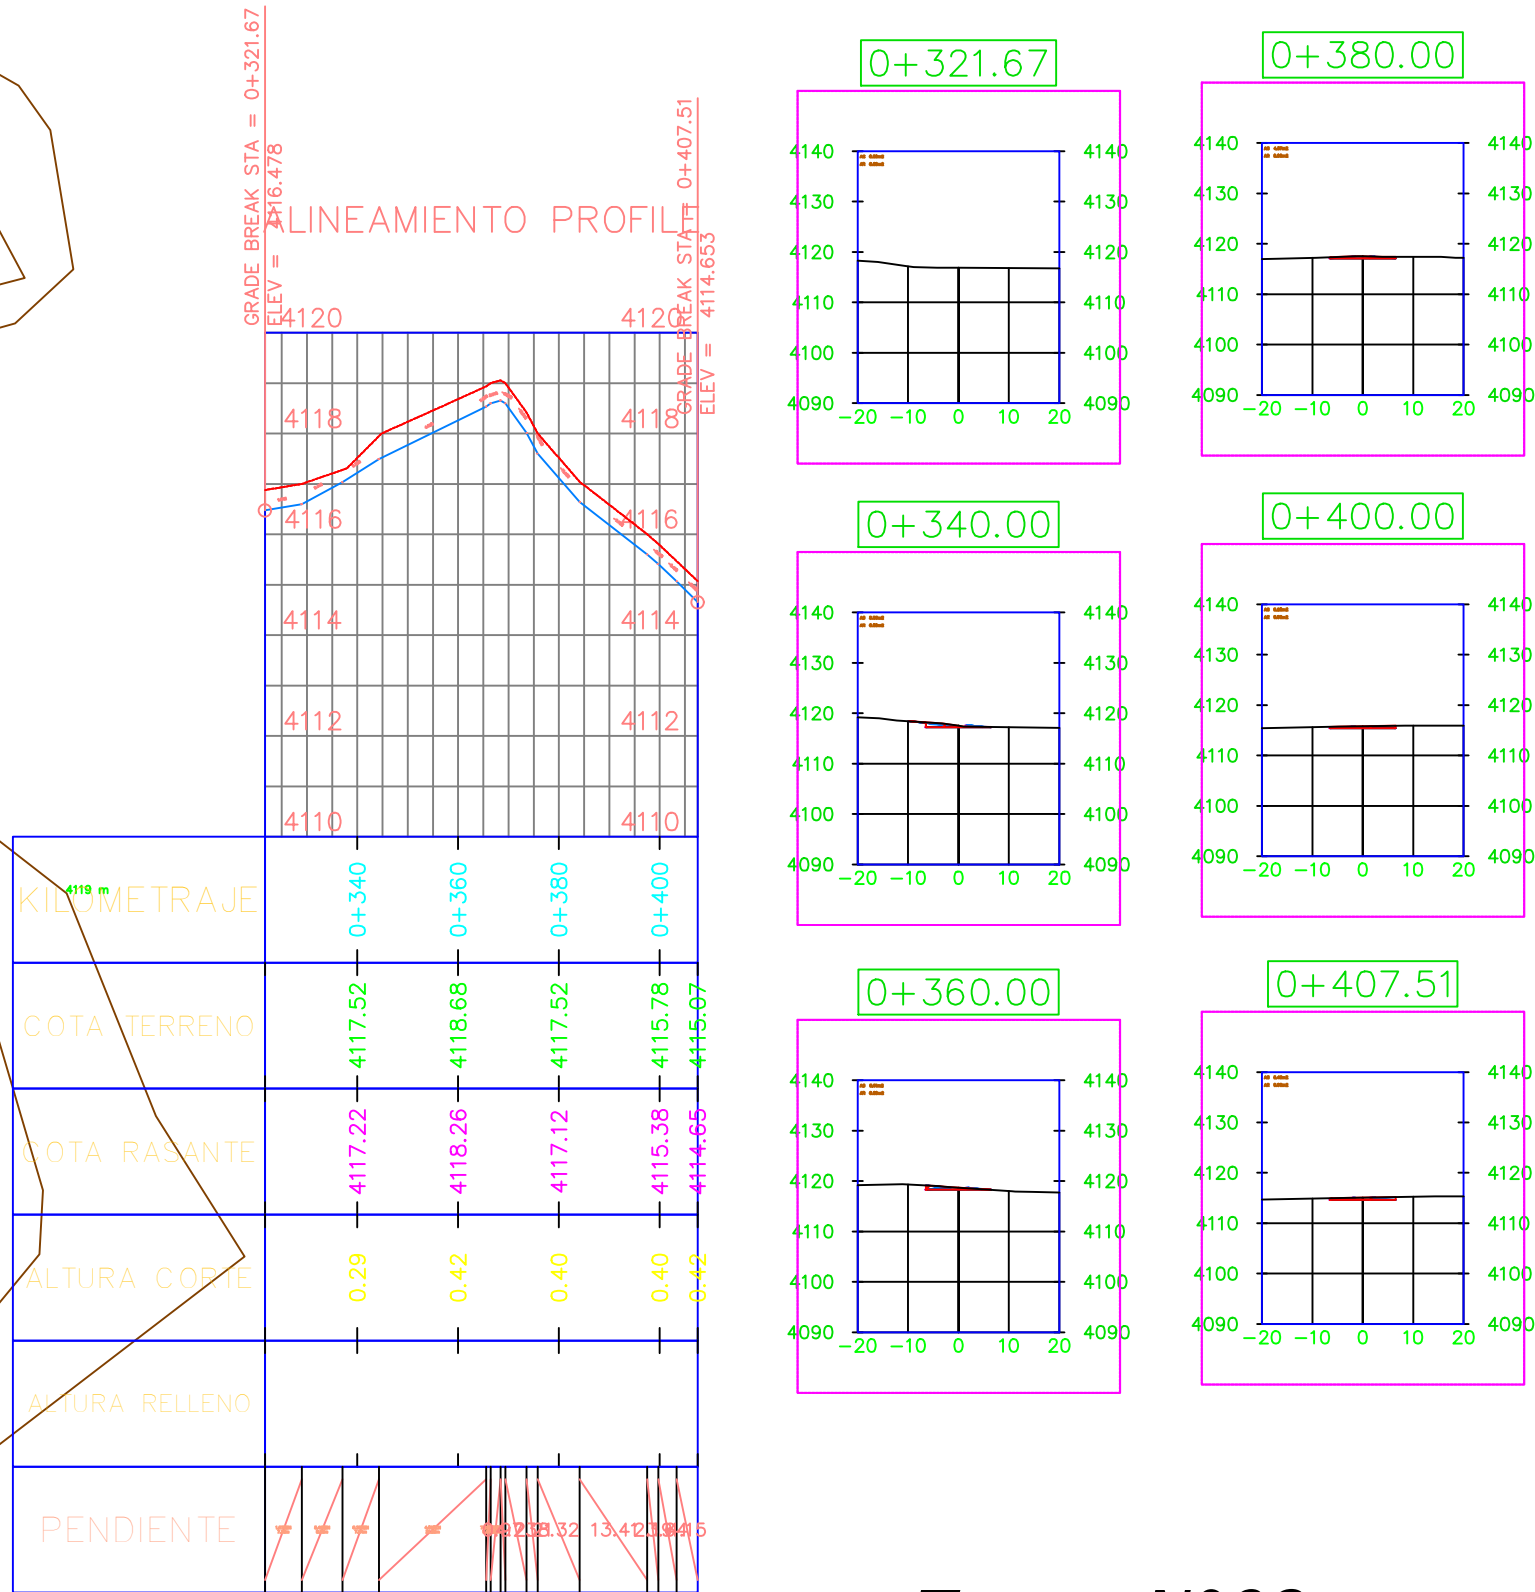 GRADE BREAK STA = 0+321.67
ELEV = 4116.478
GRADE BREAK STA = 0+407.51
ELEV = 4114.653
ALINEAMIENTO PROFILE
4120 4120
4118 4118
4116 4116
4114 4114
4112 4112
4110 4110
4119 m
KILOMETRAJE 0+340 0+360 0+380 0+400
COTA TERRENO 4117.52 4118.68 4117.52 4115.78 4115.07
COTA RASANTE 4117.22 4118.26 4117.12 4115.38 4114.65
ALTURA CORTE 0.29 0.42 0.40 0.40 0.42
ALTURA RELLENO
PENDIENTE 13.41
0+321.67
4140 4140
4130 4130
4120 4120
4110 4110
4100 4100
4090 4090
-20 -10 0 10 20
0+340.00
4140 4140
4130 4130
4120 4120
4110 4110
4100 4100
4090 4090
-20 -10 0 10 20
0+360.00
4140 4140
4130 4130
4120 4120
4110 4110
4100 4100
4090 4090
-20 -10 0 10 20
0+380.00
4140 4140
4130 4130
4120 4120
4110 4110
4100 4100
4090 4090
-20 -10 0 10 20
0+400.00
4140 4140
4130 4130
4120 4120
4110 4110
4100 4100
4090 4090
-20 -10 0 10 20
0+407.51
4140 4140
4130 4130
4120 4120
4110 4110
4100 4100
4090 4090
-20 -10 0 10 20